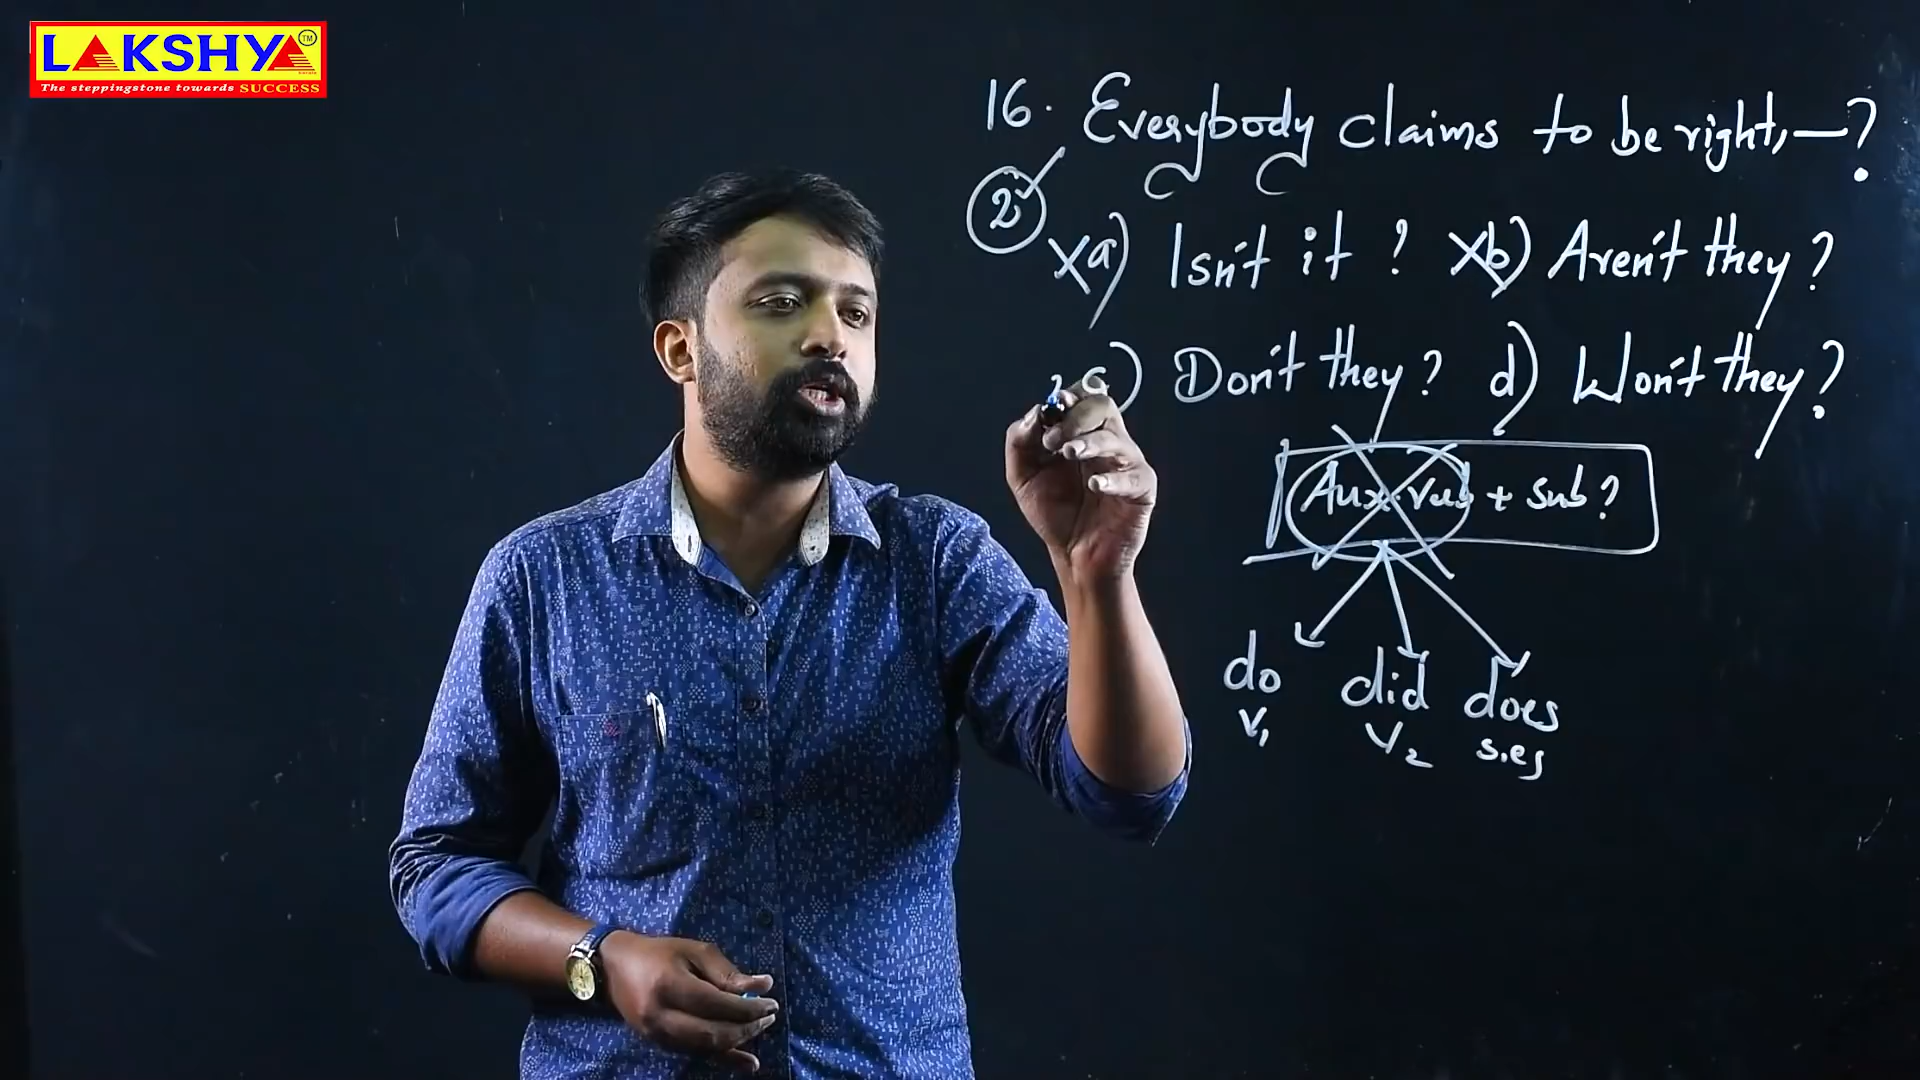 LAKSHYA TM
The steppingstone towards SUCCESS
16. Everybody claims to be right, —?
2
X a) Isn't it ? X b) Aren't they?
c) Don't they? d) Won't they?
Aux. Verb + sub?
do did does
V1 V2 s.es